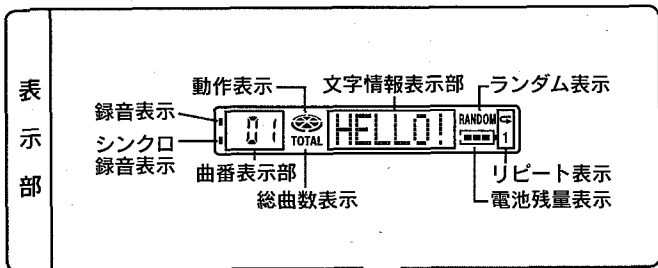 表示部
動作表示
文字情報表示部
ランダム表示
録音表示
シンクロ
録音表示
01
TOTAL
HELLO!
RANDOM
1
曲番表示部
総曲数表示
リピート表示
電池残量表示